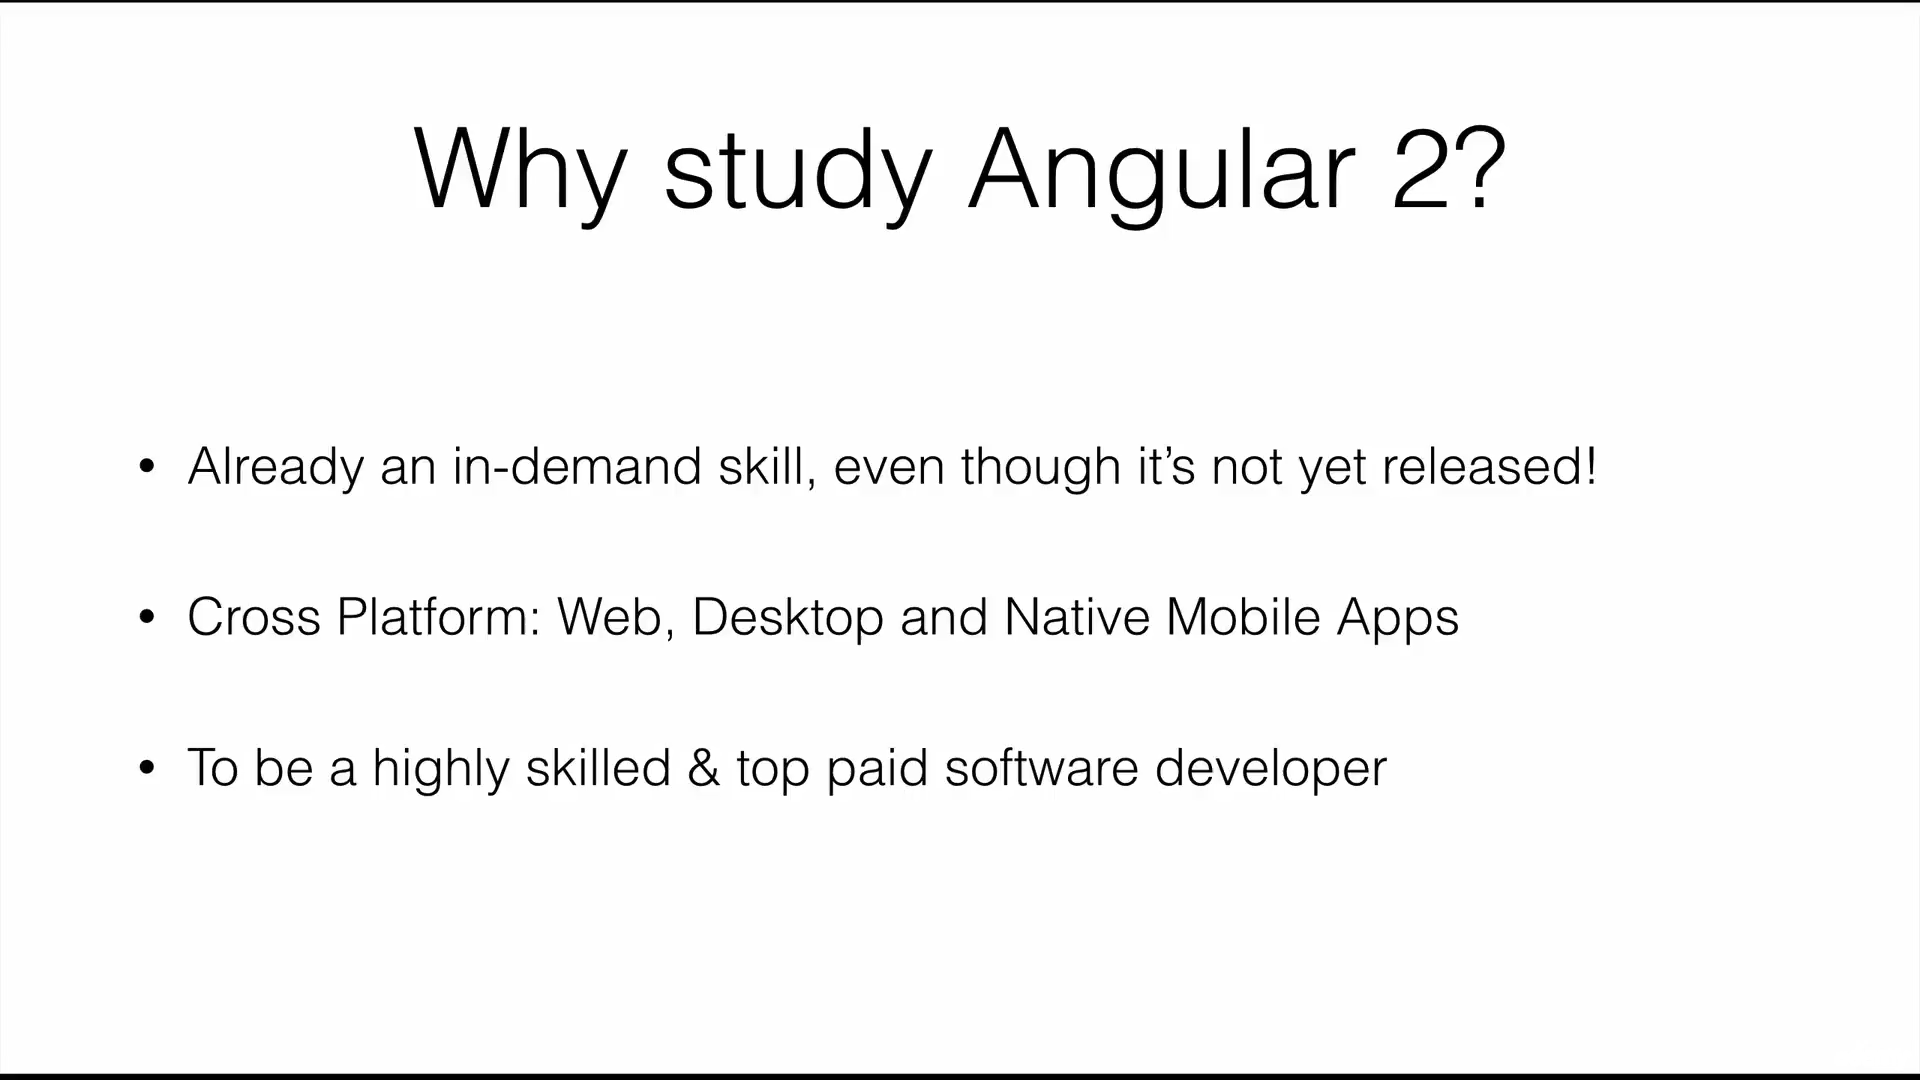 Why study Angular 2?
• Already an in-demand skill, even though it’s not yet released!
• Cross Platform: Web, Desktop and Native Mobile Apps
• To be a highly skilled & top paid software developer